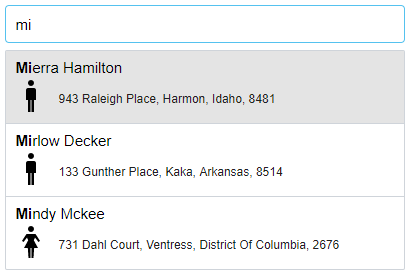 mi
Mierra Hamilton
943 Raleigh Place, Harmon, Idaho, 8481
Mirlow Decker
133 Gunther Place, Kaka, Arkansas, 8514
Mindy Mckee
731 Dahl Court, Ventress, District Of Columbia, 2676